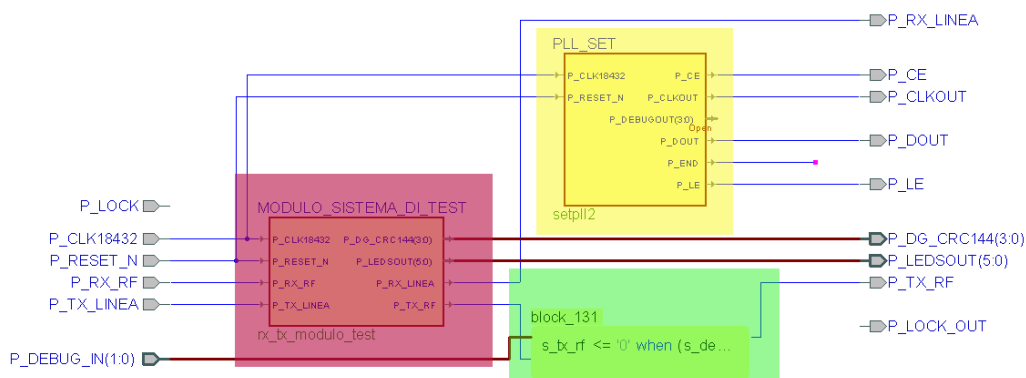 P_RX_LINEA
PLL_SET
P_CLK18432
P_CE
P_CE
P_RESET_N
P_CLKOUT
P_CLKOUT
P_DEBUGOUT(3:0)
Open
P_DOUT
P_DOUT
P_END
P_LE
P_LE
setpll2
P_LOCK
MODULO_SISTEMA_DI_TEST
P_CLK18432
P_CLK18432
P_DG_CRC144(3:0)
P_DG_CRC144(3:0)
P_RESET_N
P_RESET_N
P_LEDSOUT(5:0)
P_LEDSOUT(5:0)
P_RX_RF
P_RX_RF
P_RX_LINEA
P_TX_RF
P_TX_LINEA
P_TX_LINEA
P_TX_RF
rx_tx_modulo_test
block_131
P_LOCK_OUT
s_tx_rf <= '0' when (s_de...
P_DEBUG_IN(1:0)